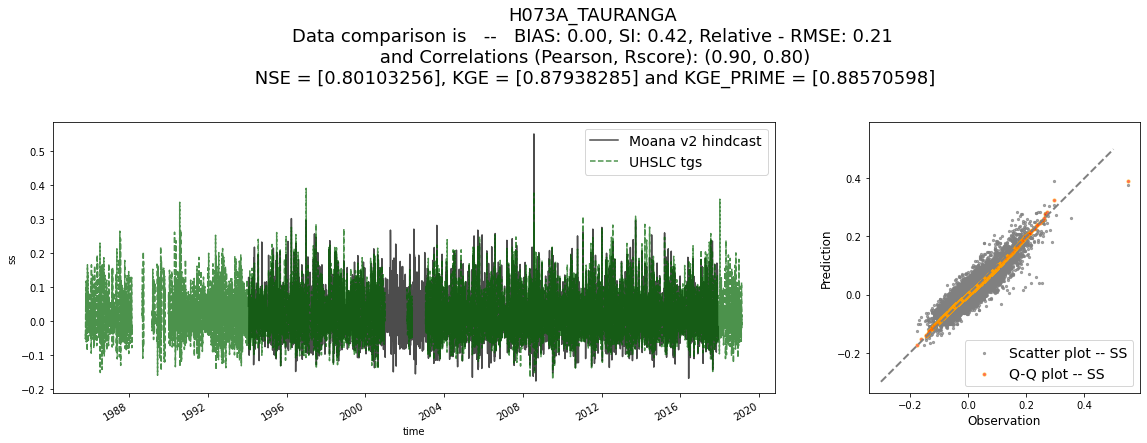 H073A_TAURANGA
Data comparison is -- BIAS: 0.00, SI: 0.42, Relative - RMSE: 0.21
and Correlations (Pearson, Rscore): (0.90, 0.80)
NSE = [0.80103256], KGE = [0.87938285] and KGE_PRIME = [0.88570598]
0.5
0.4
0.3
0.2
0.1
0.0
−0.1
−0.2
ss
1988
1992
1996
2000
2004
2008
2012
2016
2020
time
Moana v2 hindcast
UHSLC tgs
Prediction
0.4
0.2
0.0
−0.2
−0.2
0.0
0.2
0.4
Observation
Scatter plot -- SS
Q-Q plot -- SS